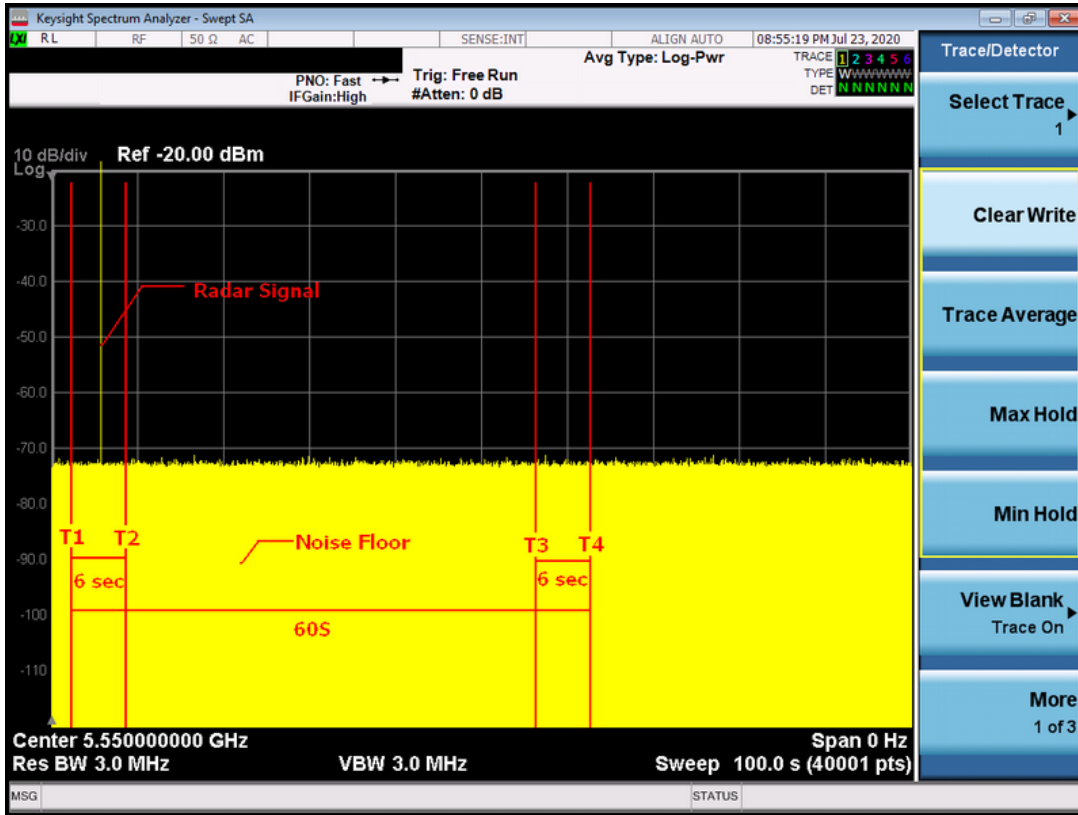 Keysight Spectrum Analyzer - Swept SA
LXI RL RF 50 Ω AC SENSE:INT ALIGN AUTO 08:55:19 PM Jul 23, 2020
Avg Type: Log-Pwr
TRACE 1 2 3 4 5 6
PNO: Fast Trig: Free Run
TYPE WWWWWW
IFGain:High #Atten: 0 dB
DET N N N N N N
10 dB/div Ref -20.00 dBm
Log
-30.0
-40.0
Radar Signal
-50.0
-60.0
-70.0
-80.0
T1 T2 Noise Floor T3 T4
-90.0
6 sec 6 sec
-100
60S
-110
Center 5.550000000 GHz Span 0 Hz
Res BW 3.0 MHz VBW 3.0 MHz Sweep 100.0 s (40001 pts)
MSG STATUS
Trace/Detector
Select Trace
1
Clear Write
Trace Average
Max Hold
Min Hold
View Blank
Trace On
More
1 of 3